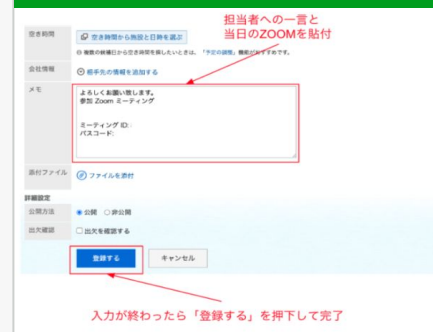 担当者への一言と
当日のZOOMを貼付
空き時間
空き時間から施設と日時を選ぶ
複数の候補日から空き時間を探したいときは、「予定の調整」機能がおすすめです。
会社情報
相手先の情報を追加する
メモ
よろしくお願い致します。
参加 Zoom ミーティング
ミーティング ID:
パスコード:
添付ファイル
ファイルを添付
詳細設定
公開方法
公開 非公開
出欠確認
出欠を確認する
登録する キャンセル
入力が終わったら「登録する」を押下して完了